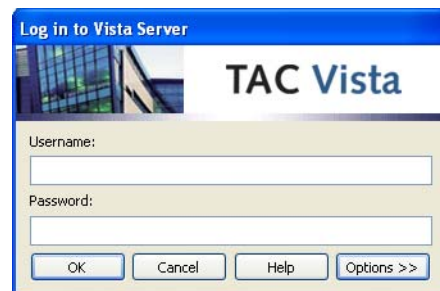 Log in to Vista Server
TAC Vista
Username:
Password:
OK Cancel Help Options >>